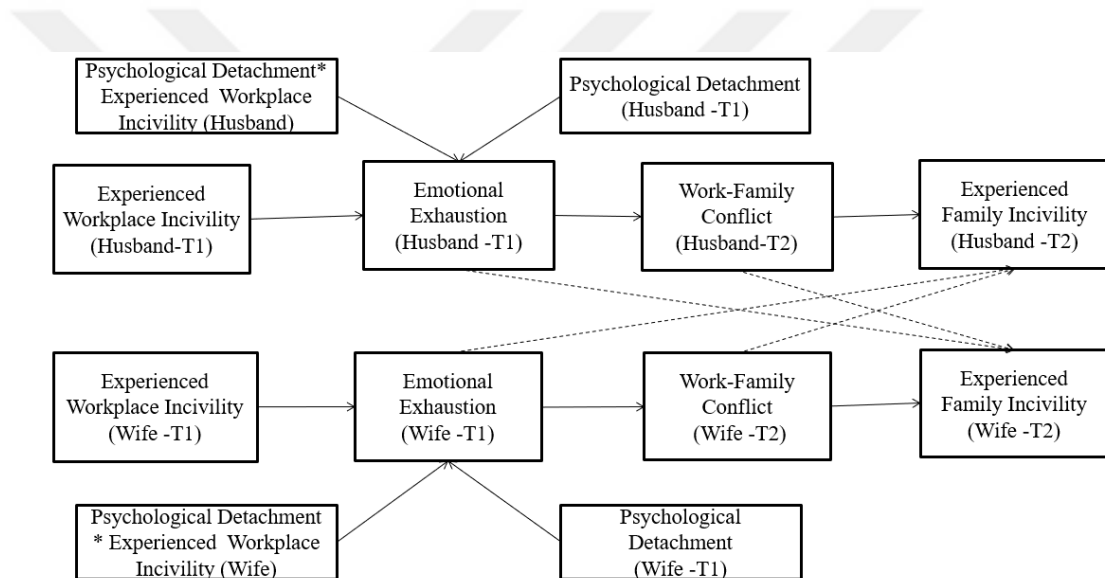 Psychological Detachment*
Experienced Workplace
Incivility (Husband)
Psychological Detachment
(Husband -T1)
Experienced
Workplace Incivility
(Husband-T1)
Emotional
Exhaustion
(Husband -T1)
Work-Family
Conflict
(Husband-T2)
Experienced
Family Incivility
(Husband -T2)
Experienced
Workplace Incivility
(Wife -T1)
Emotional
Exhaustion
(Wife -T1)
Work-Family
Conflict
(Wife -T2)
Experienced
Family Incivility
(Wife -T2)
Psychological Detachment
* Experienced Workplace
Incivility (Wife)
Psychological
Detachment
(Wife -T1)